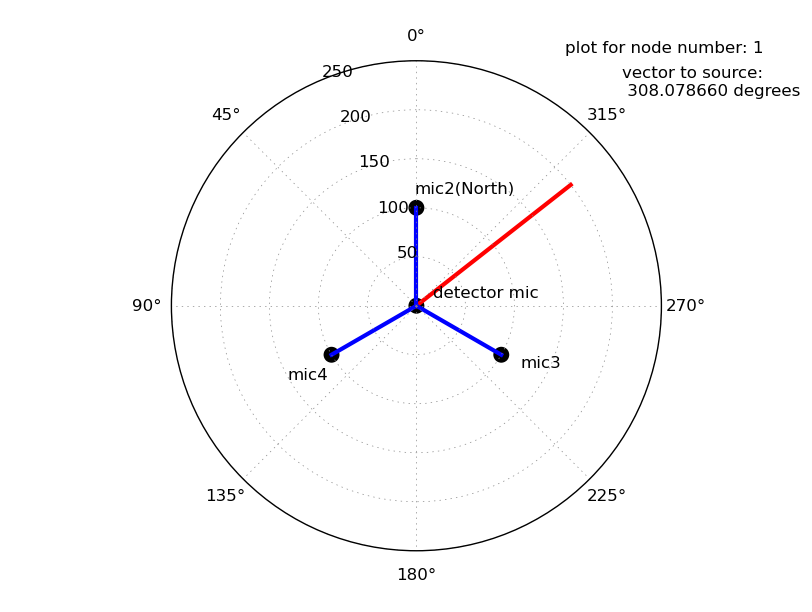 0°
plot for node number: 1
vector to source:
308.078660 degrees
250
45°
200
315°
150
mic2(North)
100
50
detector mic
90°
270°
mic4
mic3
135°
225°
180°